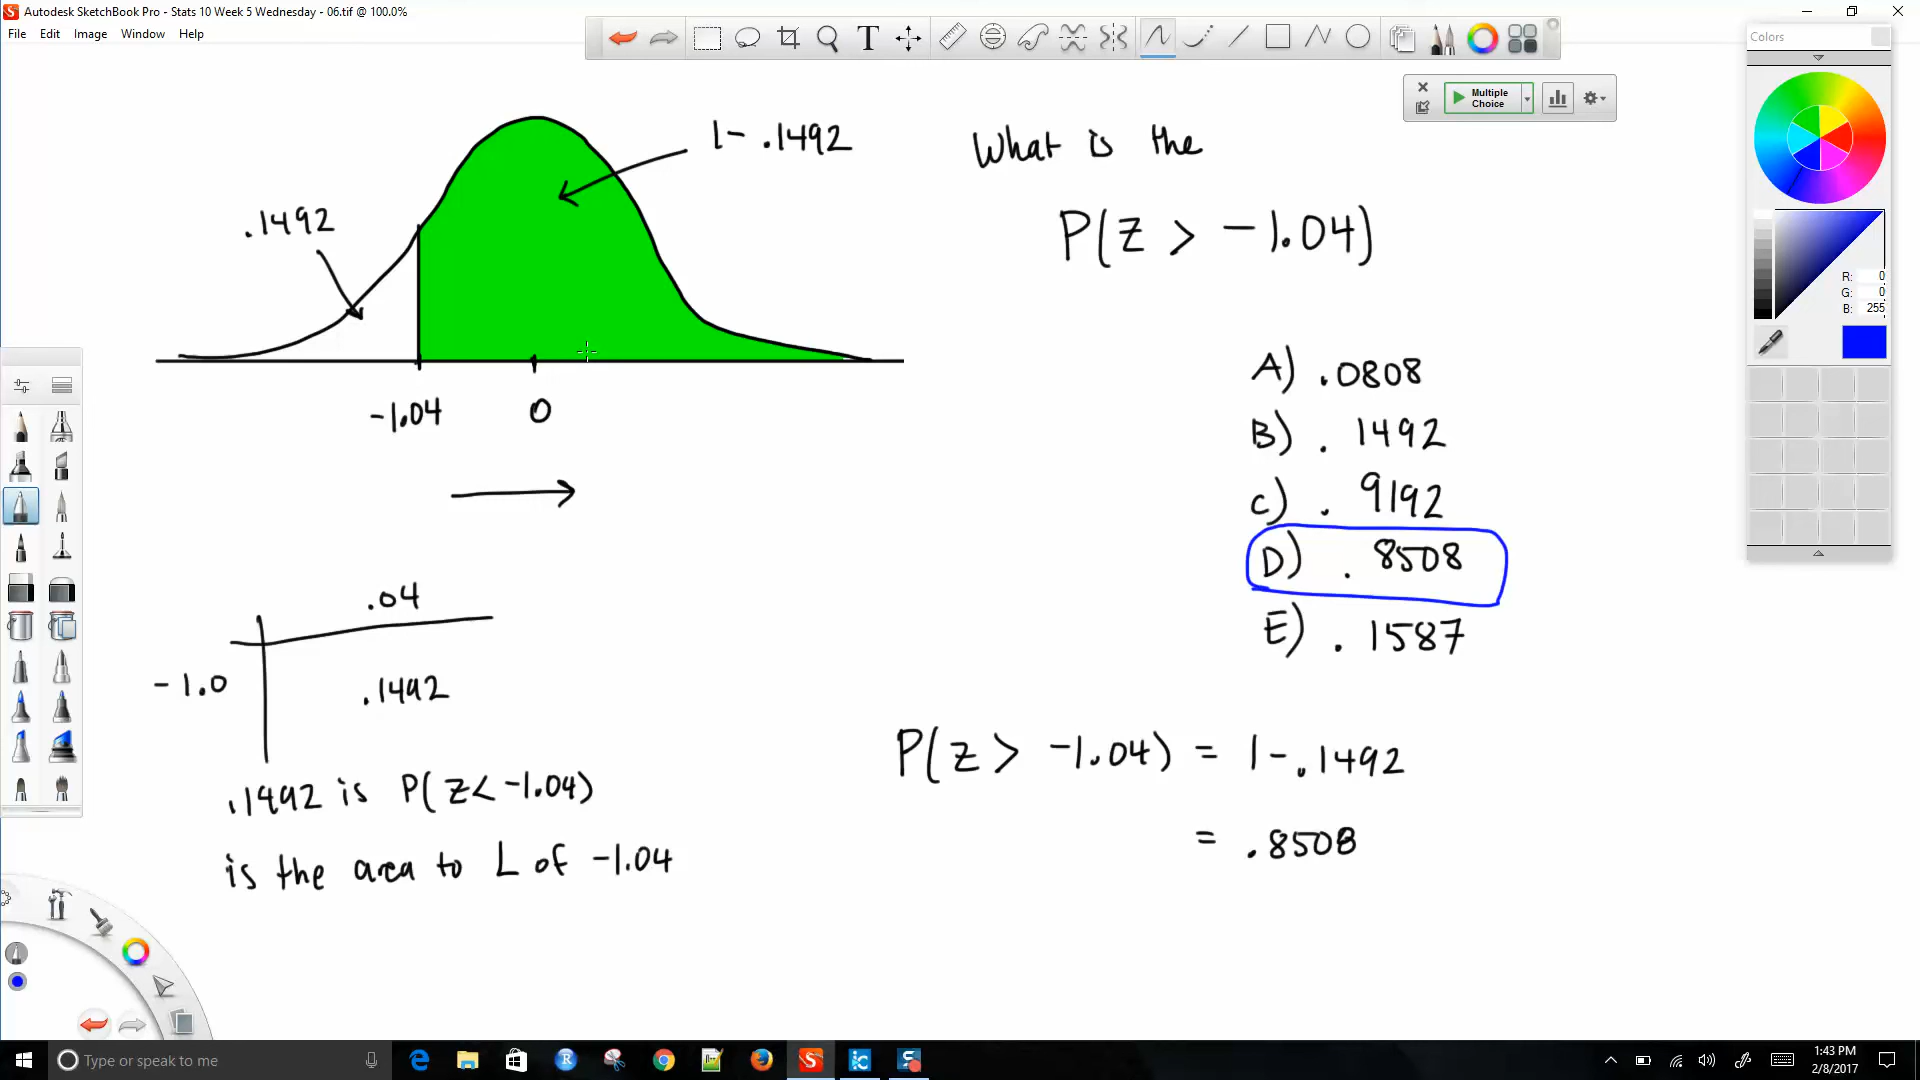 Autodesk SketchBook Pro - Stats 10 Week 5 Wednesday - 06.tif @ 100.0%
File Edit Image Window Help
T
Colors
Multiple Choice
R: 0
G: 0
B: 255
1 - .1492
.1492
-1.04 0
What is the
P(Z > -1.04)
A) .0808
B) .1492
C) .9192
D) .8508
E) .1587
.04
-1.0 .1492
.1492 is P(Z < -1.04)
is the area to L of -1.04
P(Z > -1.04) = 1 - .1492
= .8508
Type or speak to me
1:43 PM
2/8/2017